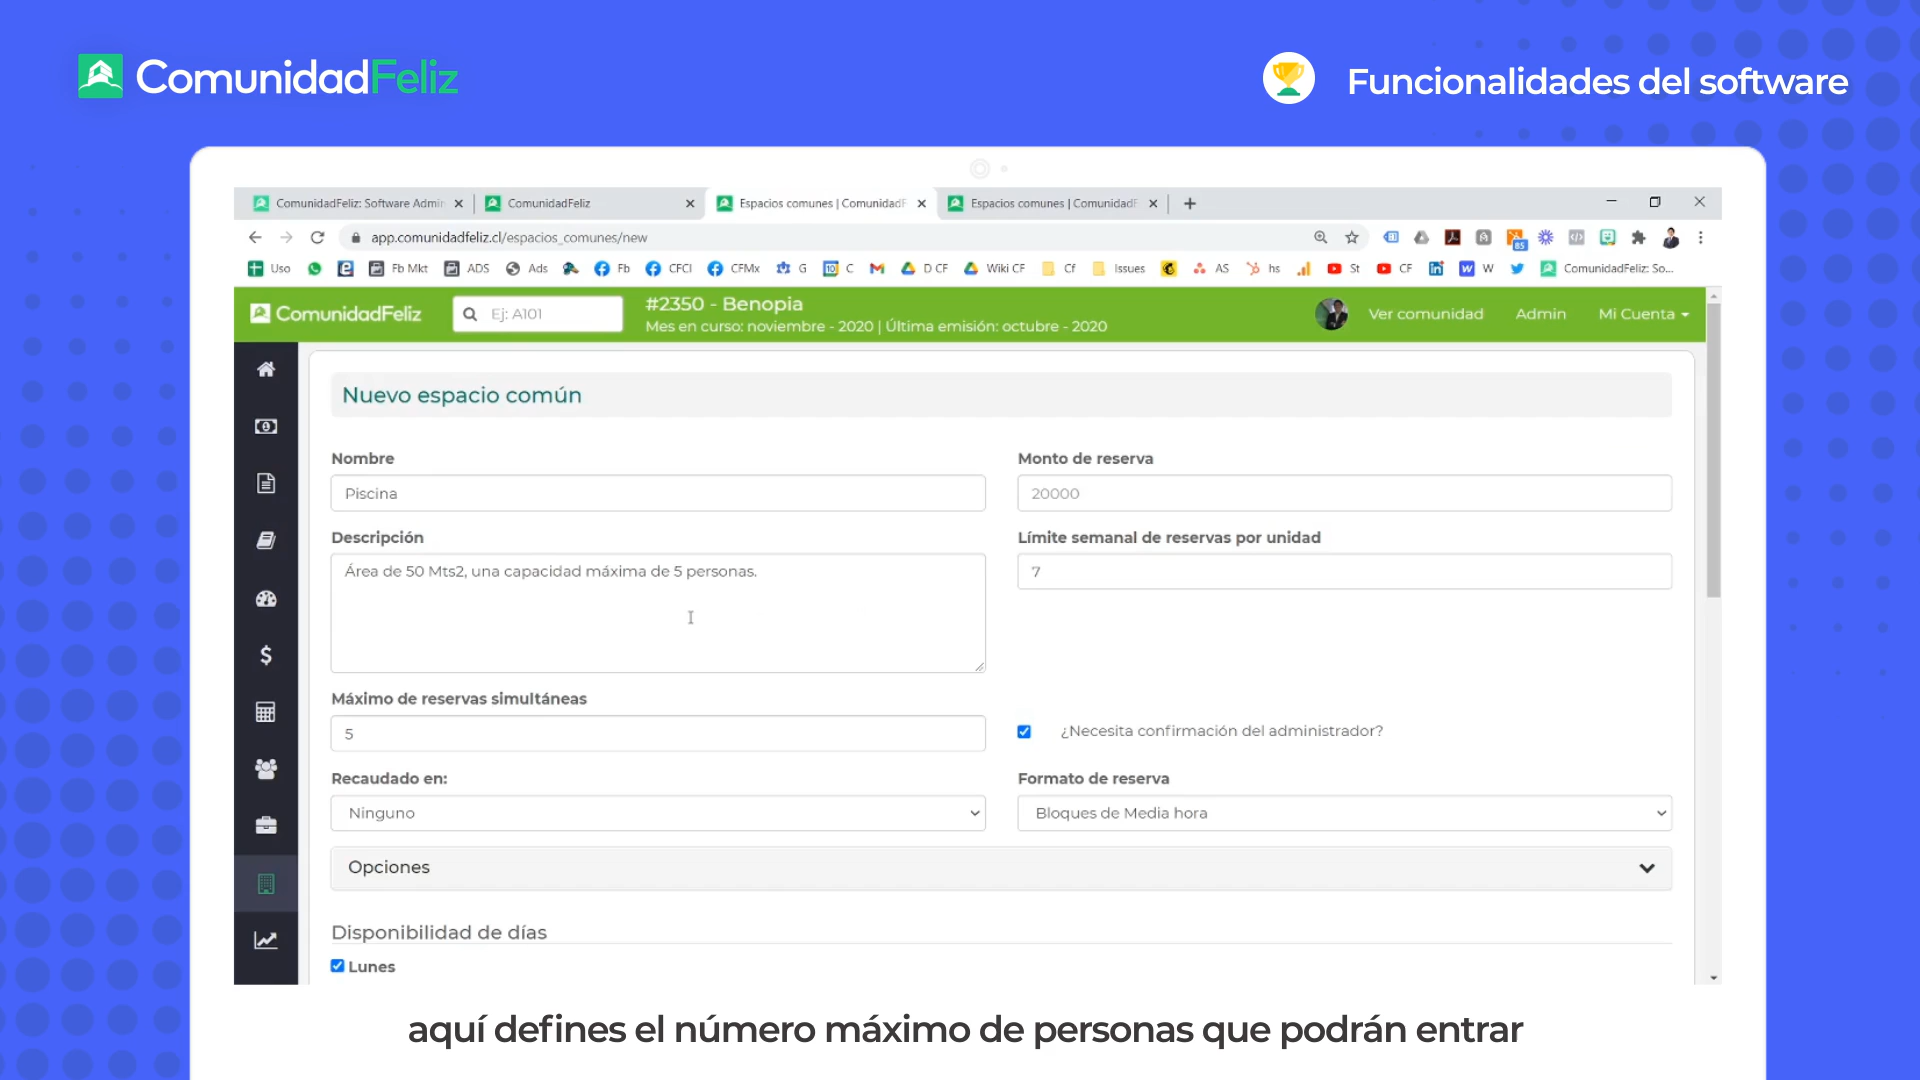 ComunidadFeliz
Funcionalidades del software
ComunidadFeliz: Software Admin
ComunidadFeliz
Espacios comunes | ComunidadF
Espacios comunes | ComunidadF
app.comunidadfeliz.cl/espacios_comunes/new
85
Uso
Fb Mkt
ADS
Ads
Fb
CFCl
CFMx
G
10
C
D CF
Wiki CF
Cf
Issues
AS
hs
St
CF
W
ComunidadFeliz: So...
ComunidadFeliz
Ej: A101
#2350 - Benopia
Mes en curso: noviembre - 2020 | Última emisión: octubre - 2020
Ver comunidad
Admin
Mi Cuenta
Nuevo espacio común
Nombre
Piscina
Monto de reserva
20000
Descripción
Área de 50 Mts2, una capacidad máxima de 5 personas.
Límite semanal de reservas por unidad
7
Máximo de reservas simultáneas
5
¿Necesita confirmación del administrador?
Recaudado en:
Ninguno
Formato de reserva
Bloques de Media hora
Opciones
Disponibilidad de días
Lunes
aquí defines el número máximo de personas que podrán entrar